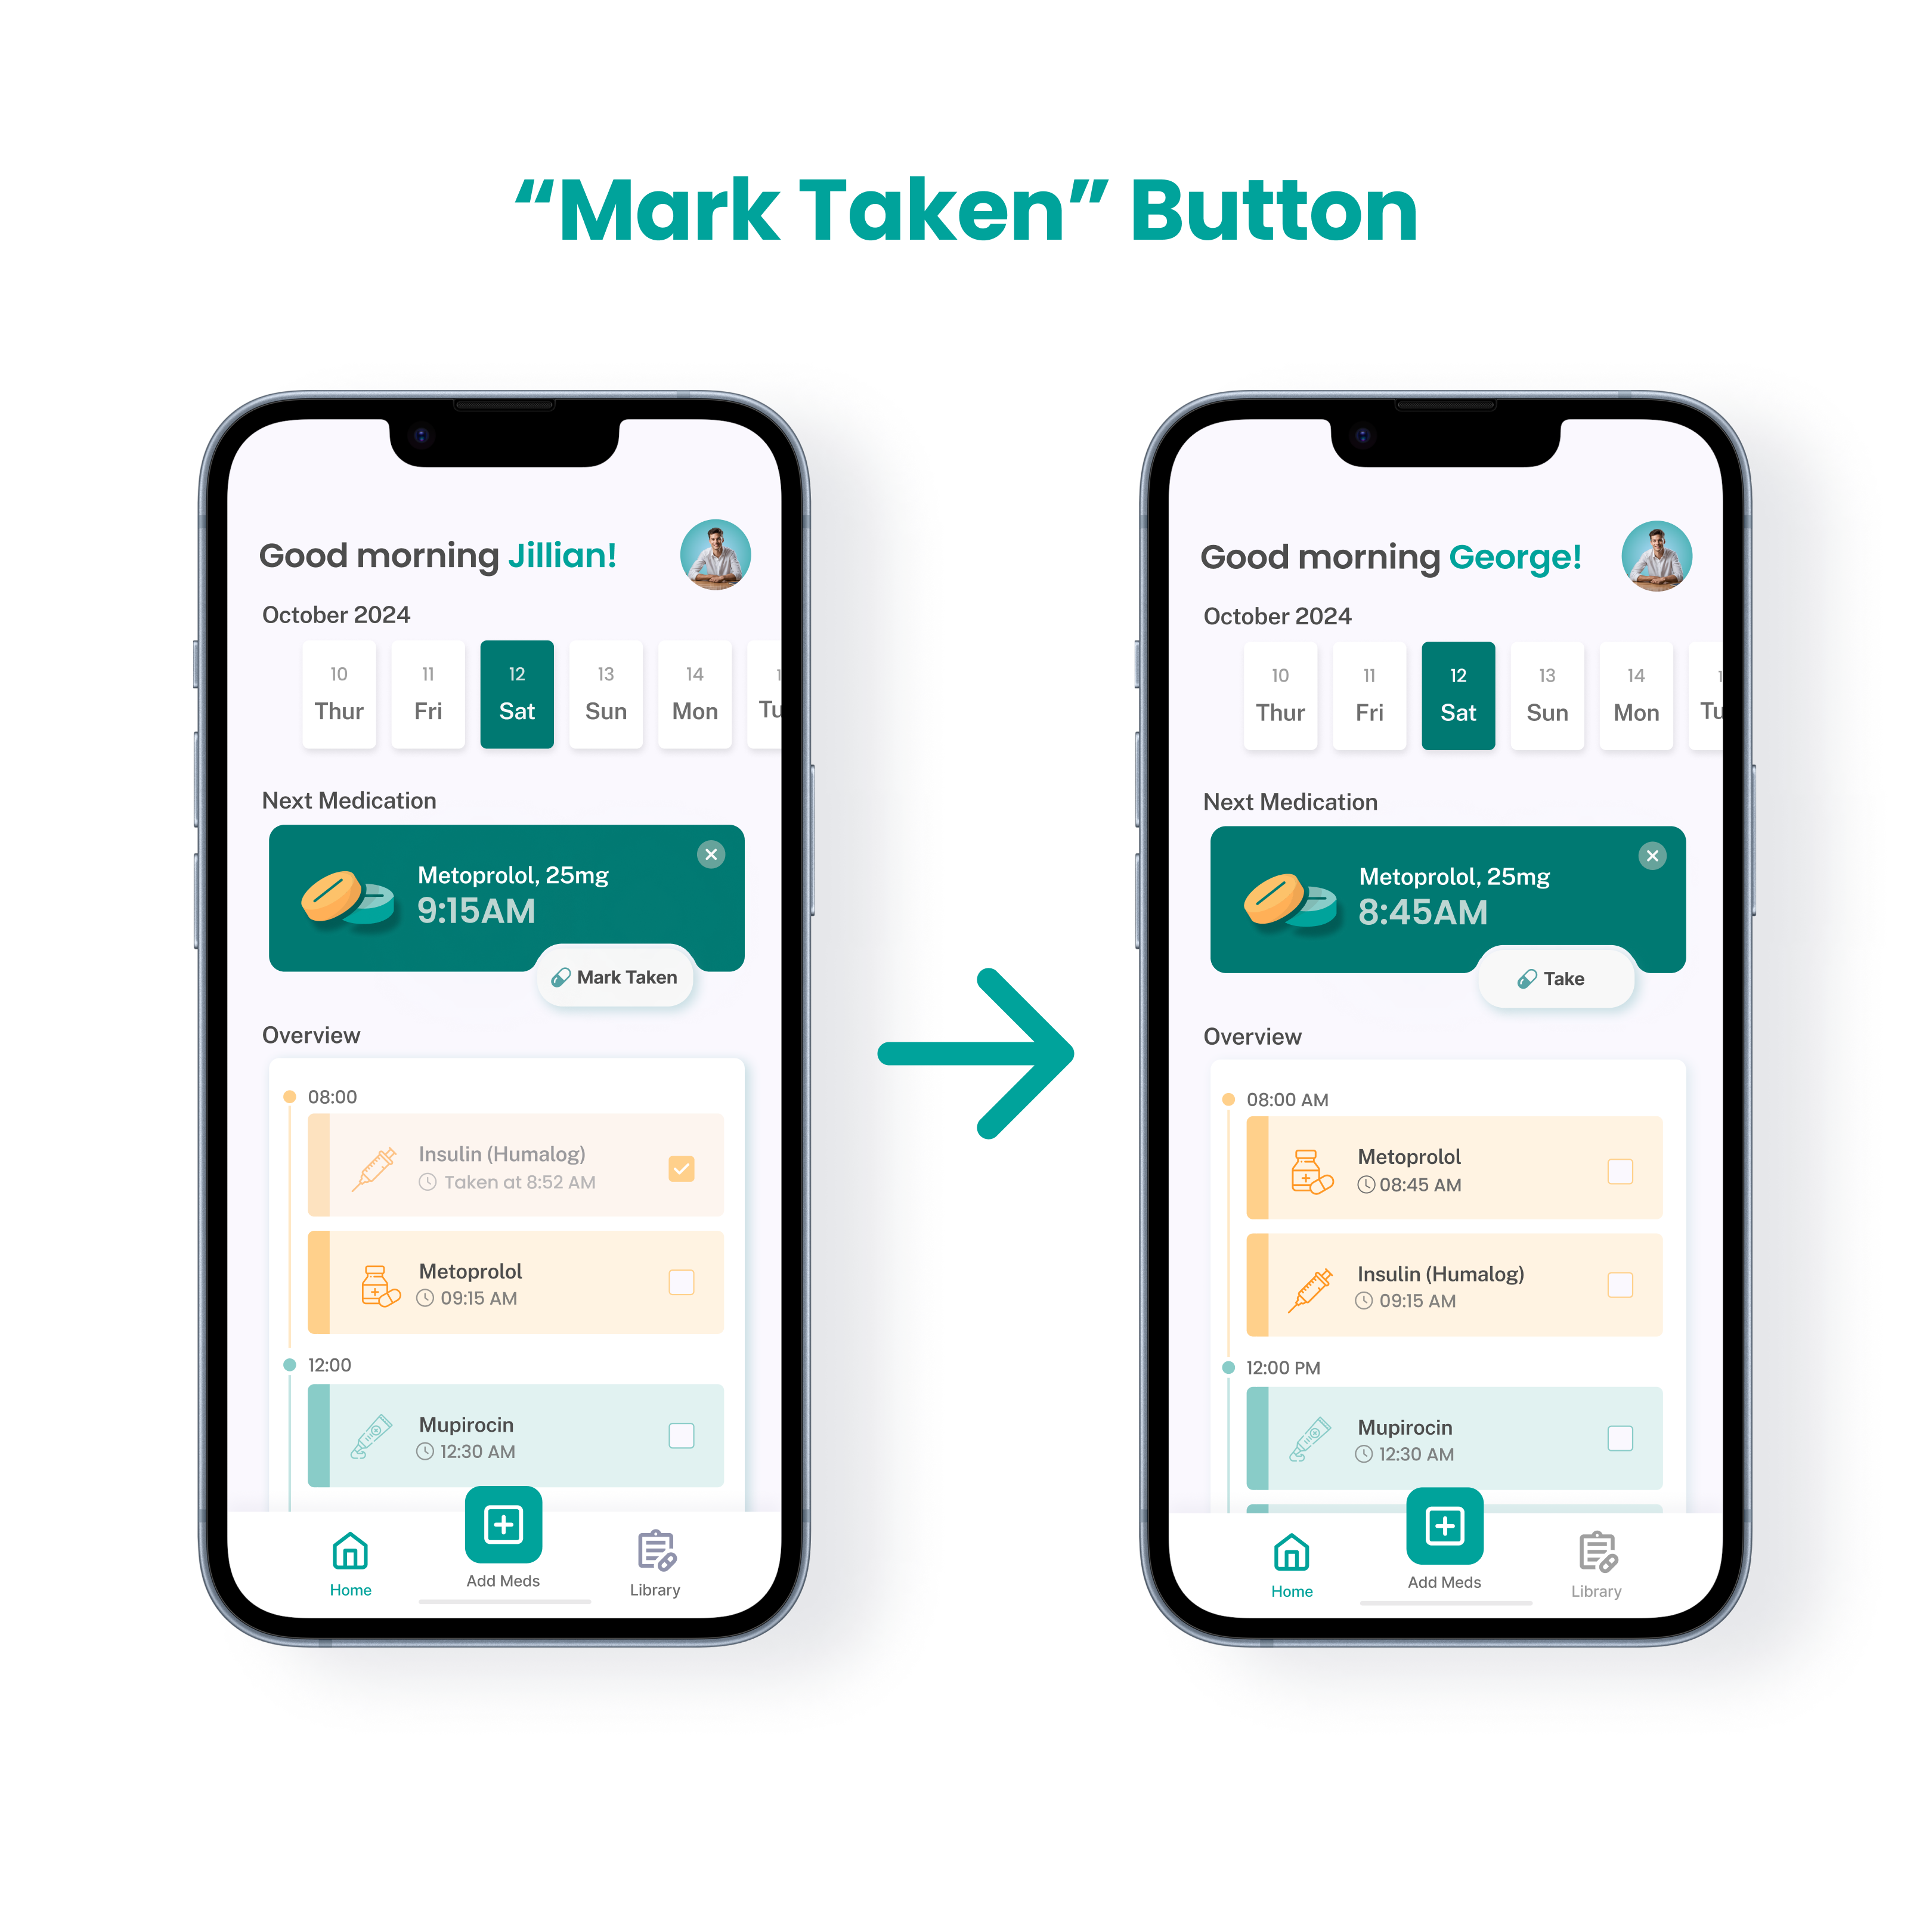 “Mark Taken” Button
Good morning Jillian!
October 2024
10 11 12 13 14 1
Thur Fri Sat Sun Mon Tu
Next Medication
Metoprolol, 25mg
9:15AM
Mark Taken
Overview
08:00
Insulin (Humalog)
Taken at 8:52 AM
Metoprolol
09:15 AM
12:00
Mupirocin
12:30 AM
Home
Add Meds
Library
Good morning George!
October 2024
10 11 12 13 14 1
Thur Fri Sat Sun Mon Tu
Next Medication
Metoprolol, 25mg
8:45AM
Take
Overview
08:00 AM
Metoprolol
08:45 AM
Insulin (Humalog)
09:15 AM
12:00 PM
Mupirocin
12:30 AM
Home
Add Meds
Library